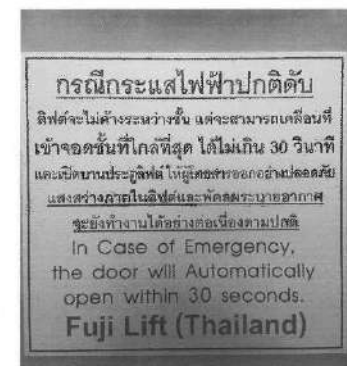 กรณีกระแสไฟฟ้าปกติดับ
ลิฟต์จะไม่ค้างระหว่างชั้น แต่จะสามารถเคลื่อนที่
เข้าจอดชั้นที่ใกล้ที่สุด ได้ไม่เกิน 30 วินาที
และเปิดบานประตูลิฟต์ ให้ผู้โดยสารออกอย่างปลอดภัย
แสงสว่างภายในลิฟต์และพัดลมระบายอากาศ
จะยังทำงานได้อย่างต่อเนื่องตามปกติ
In Case of Emergency,
the door will Automatically
open within 30 seconds.
Fuji Lift (Thailand)